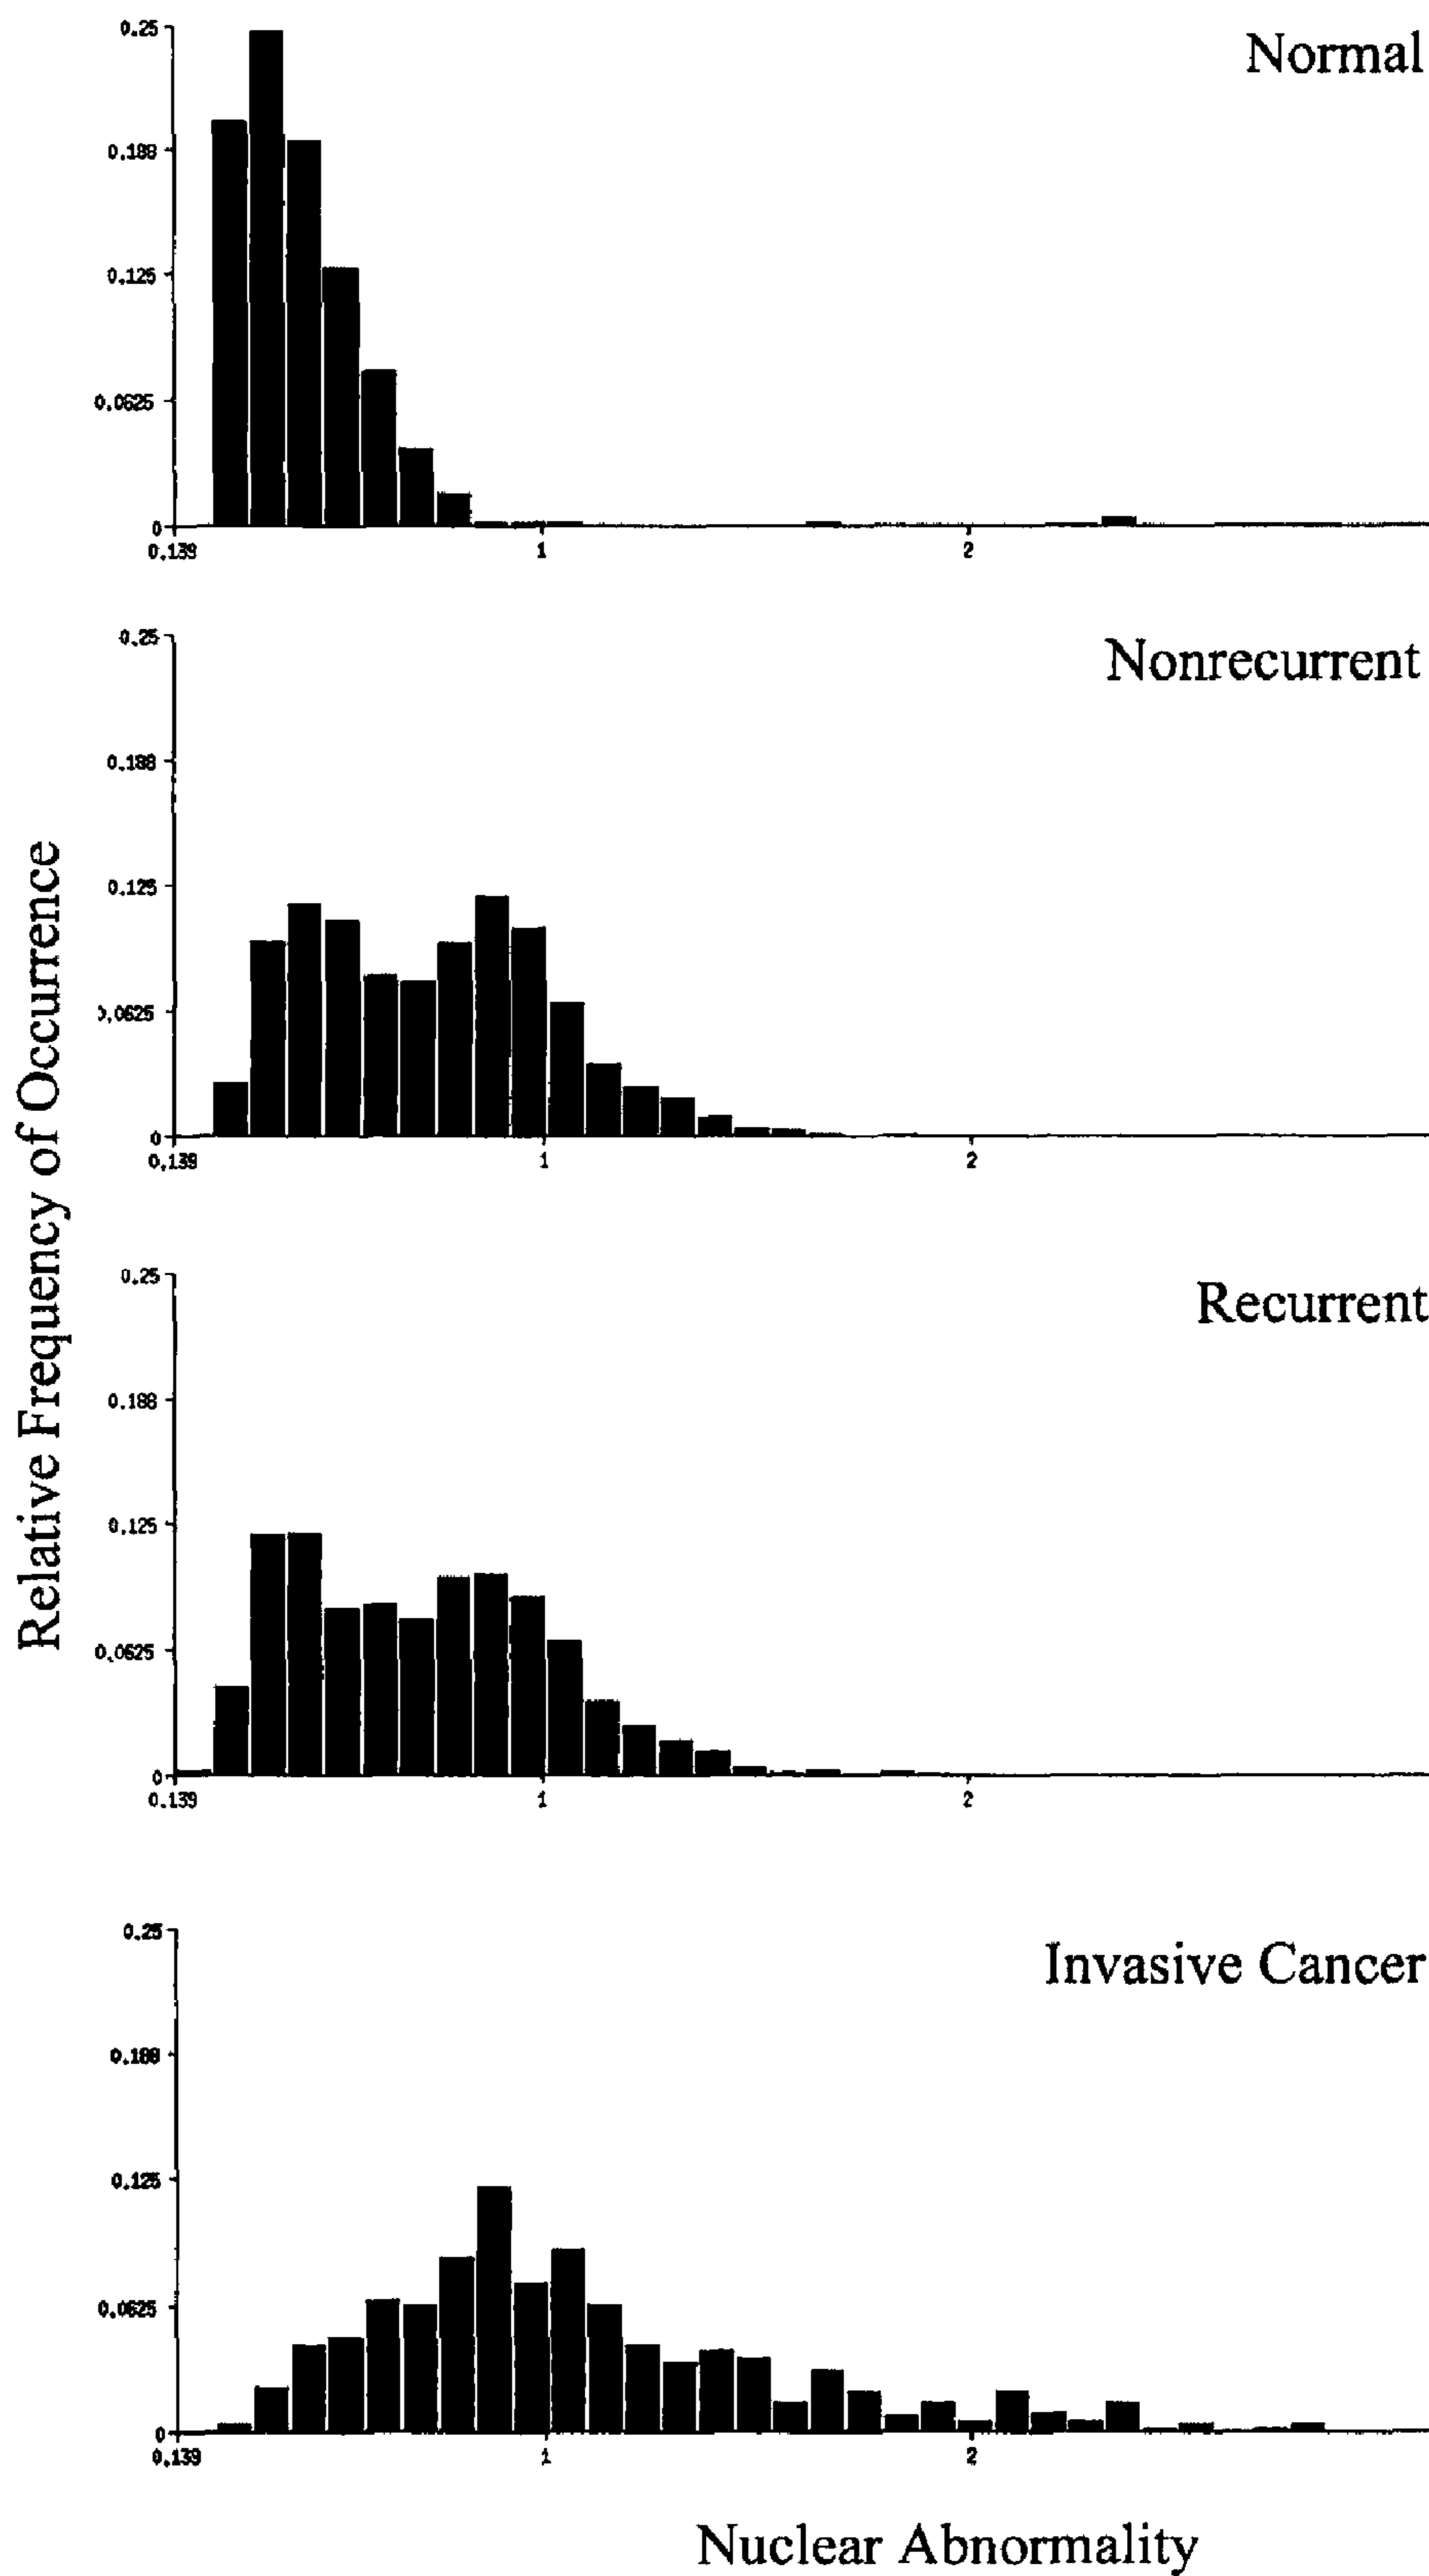 Normal
0.25
0.188
0.125
0.0625
0
0.139 1 2
Nonrecurrent
0.25
0.188
0.125
0.0625
0
0.139 1 2
Relative Frequency of Occurrence
Recurrent
0.25
0.188
0.125
0.0625
0
0.139 1 2
Invasive Cancer
0.25
0.188
0.125
0.0625
0
0.139 1 2
Nuclear Abnormality